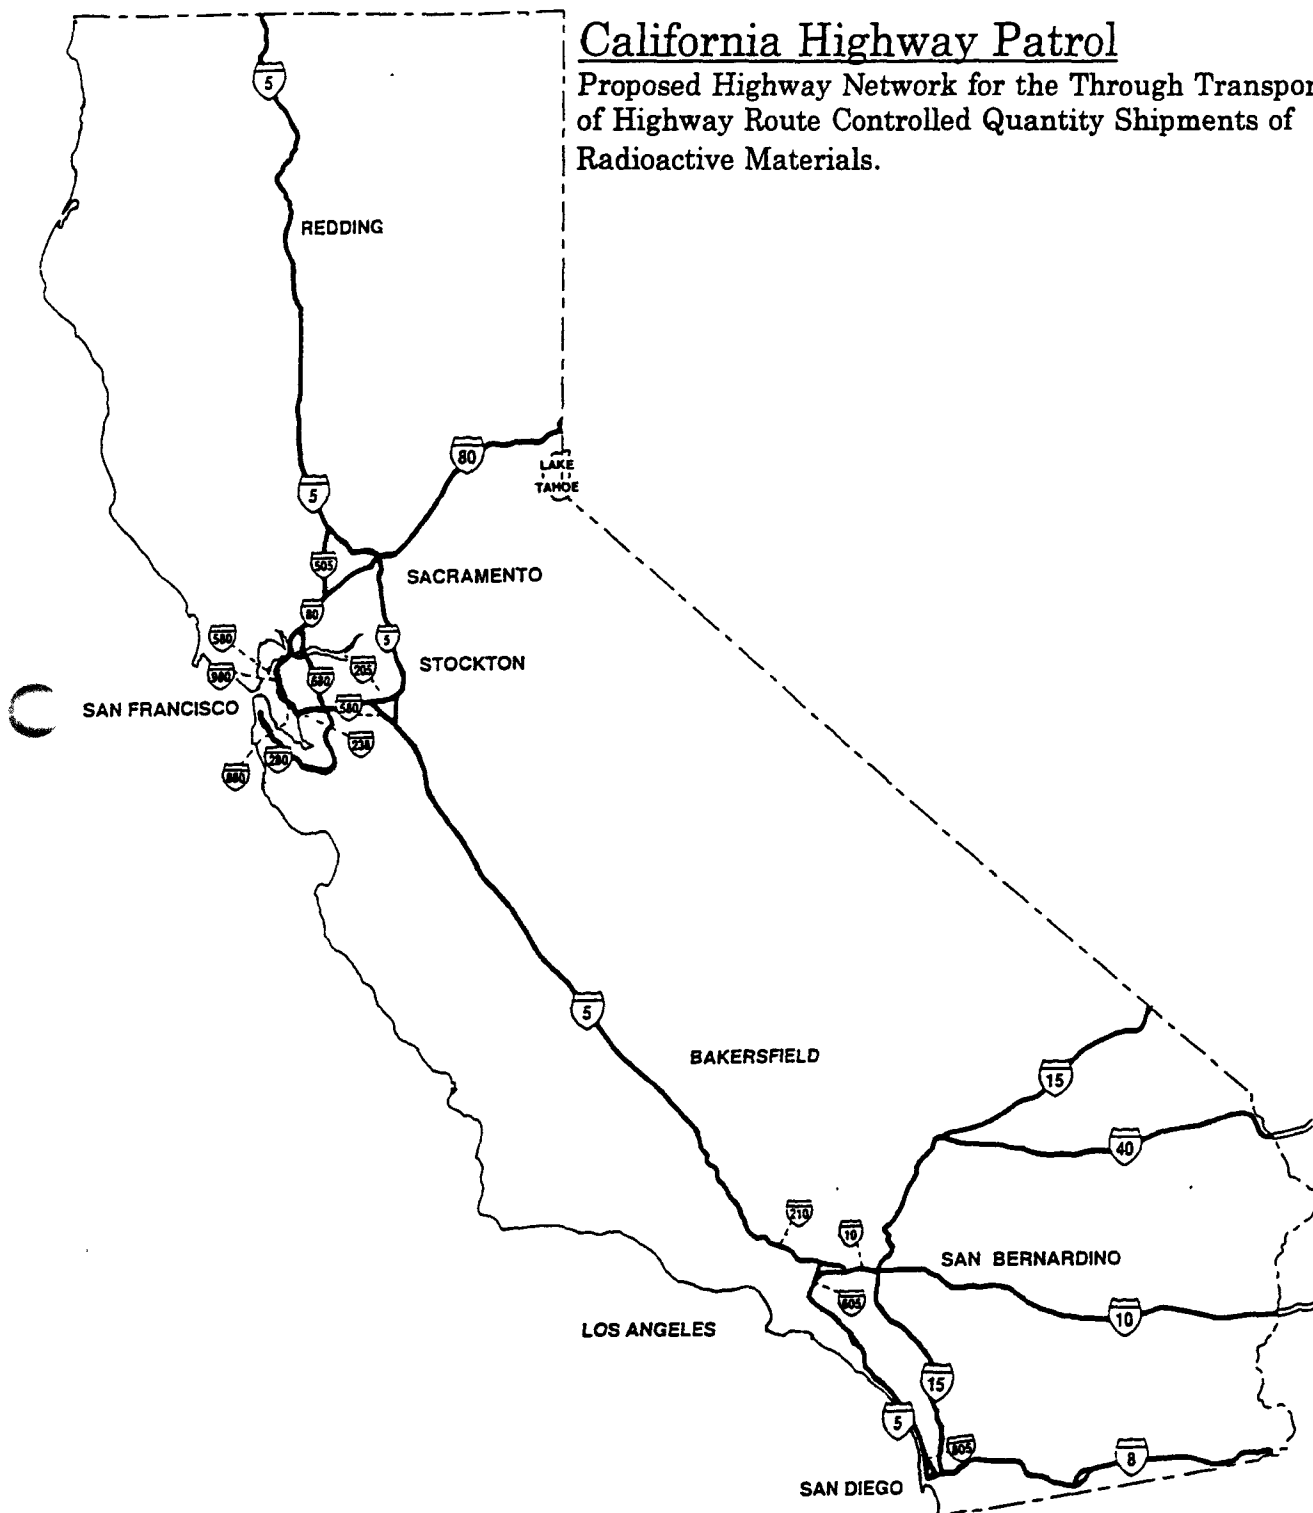 California Highway Patrol
Proposed Highway Network for the Through Transpor
of Highway Route Controlled Quantity Shipments of
Radioactive Materials.
5
REDDING
80
LAKE
TAHOE
5
505
SACRAMENTO
80
580
5
980
680
205
STOCKTON
SAN FRANCISCO
580
238
280
880
5
BAKERSFIELD
15
40
210
10
SAN BERNARDINO
605
10
LOS ANGELES
15
5
805
8
SAN DIEGO